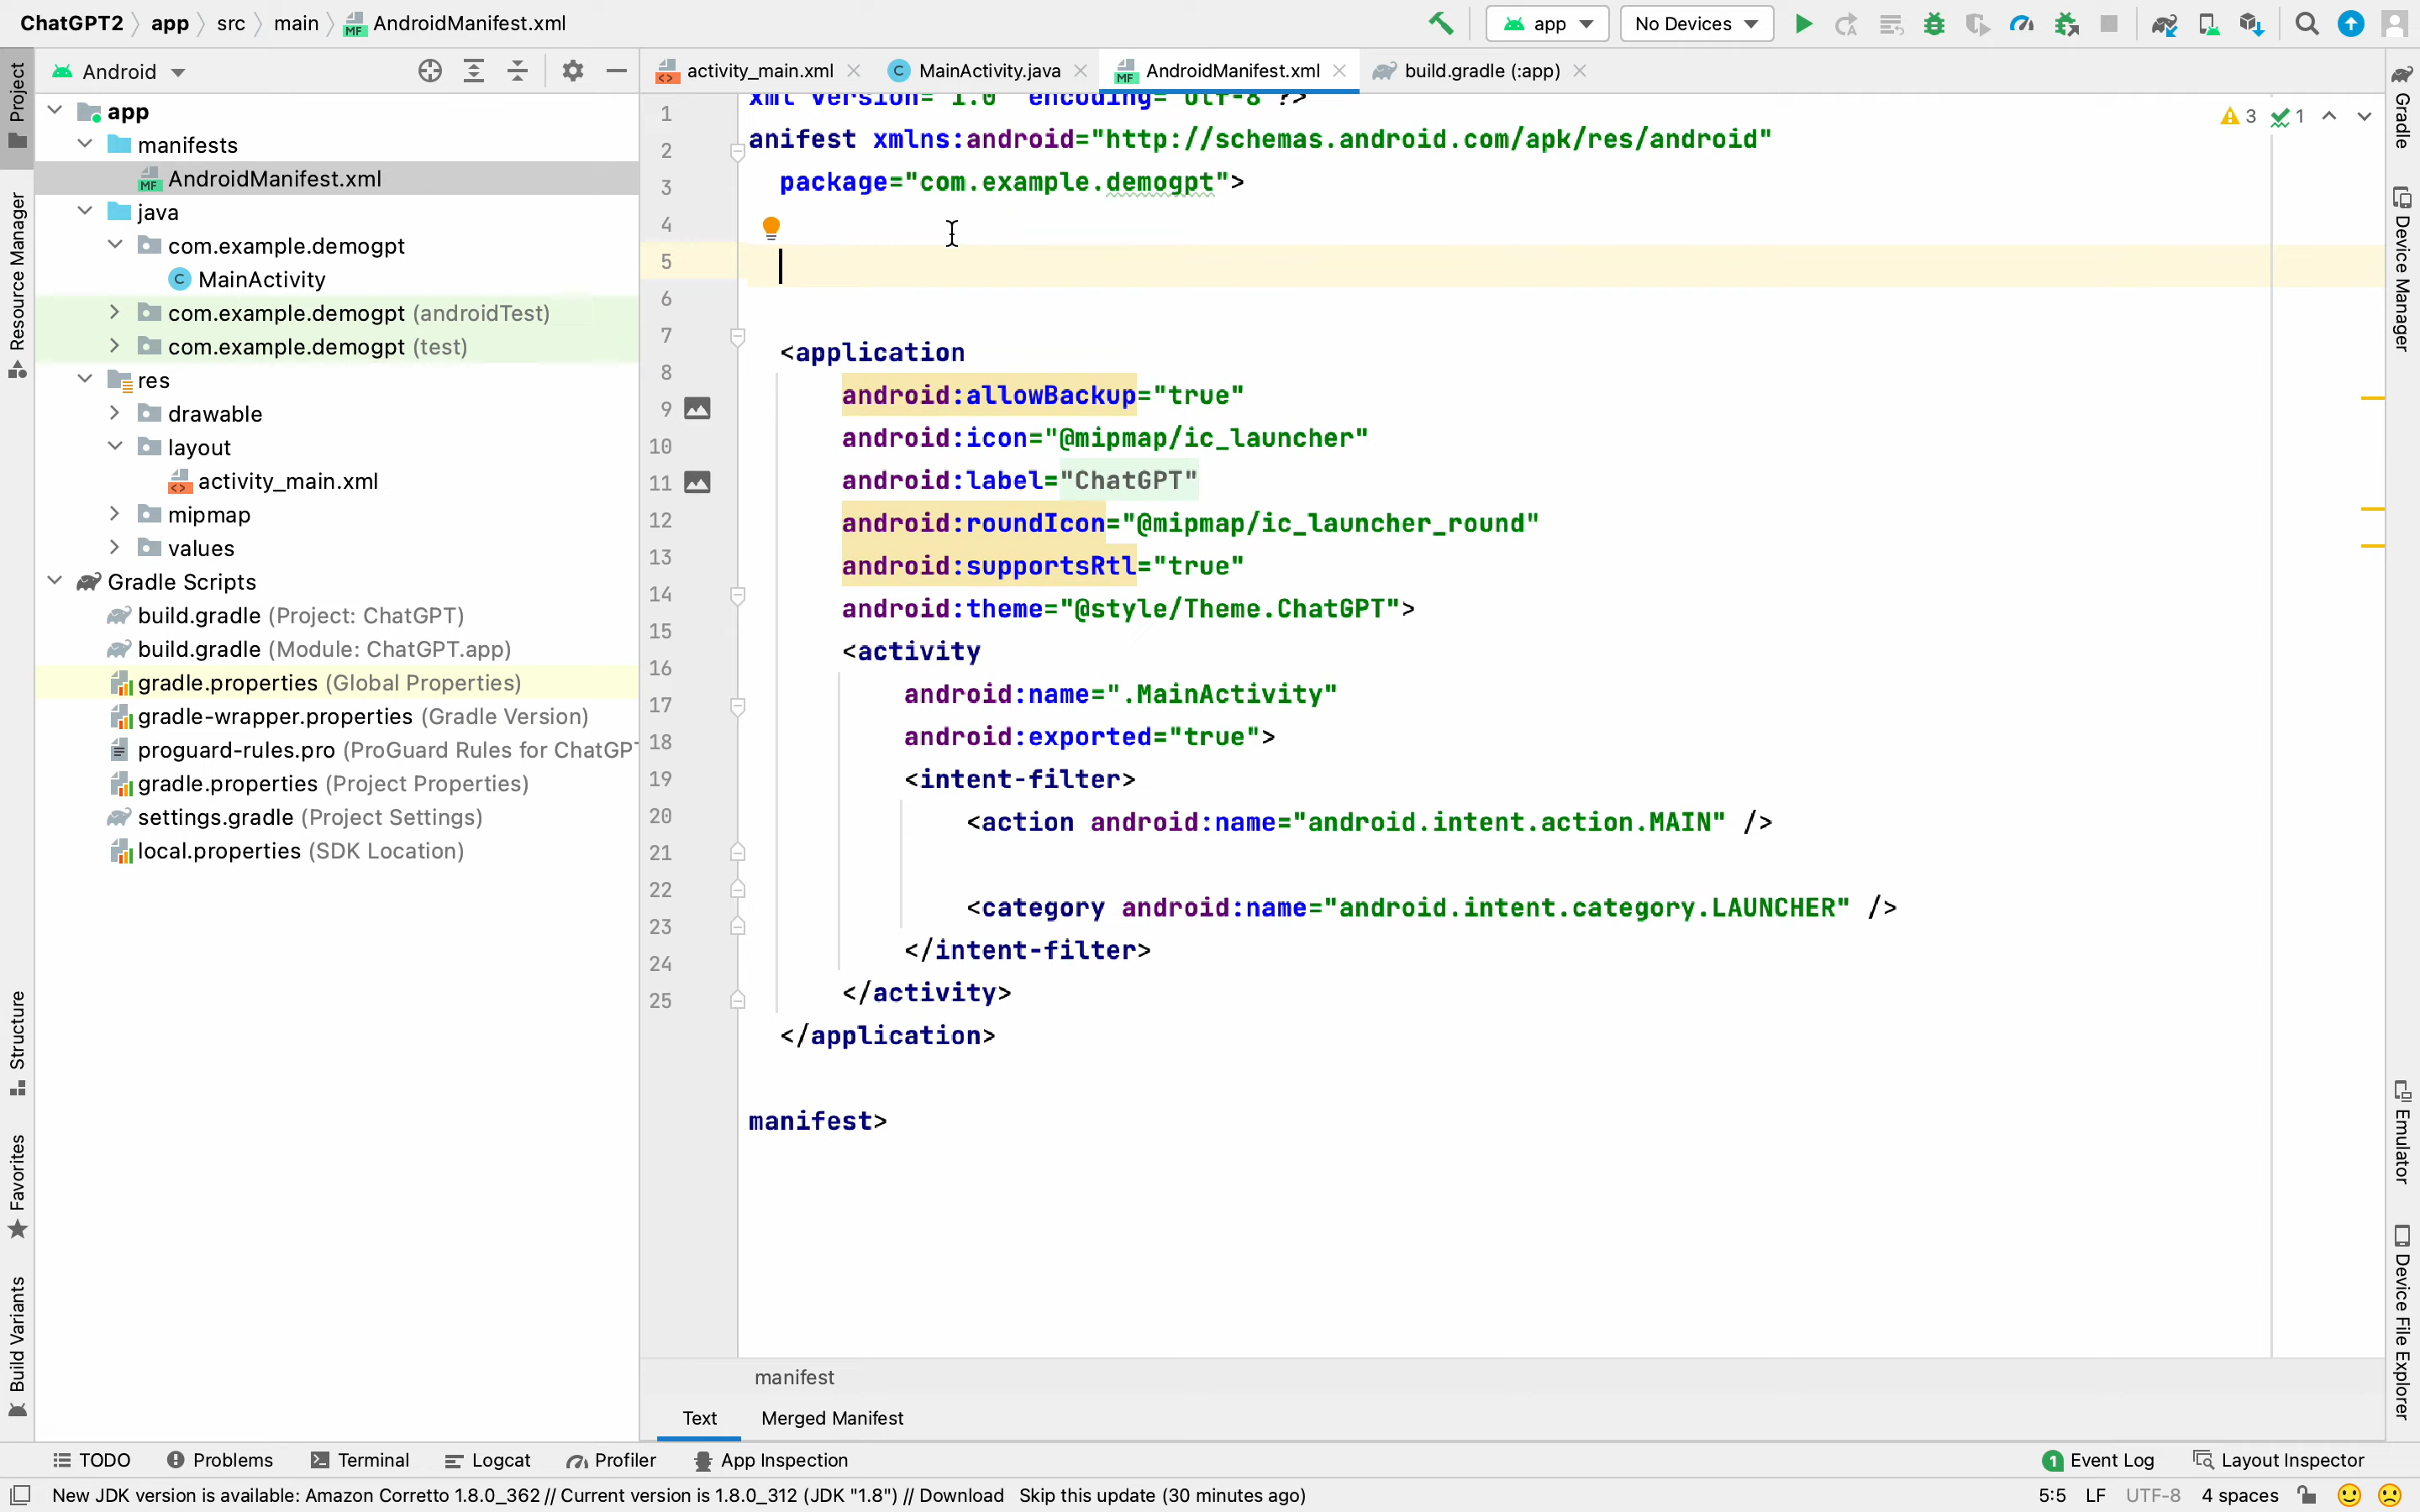 ChatGPT2 app src main AndroidManifest.xml
app No Devices
Android
activity_main.xml MainActivity.java AndroidManifest.xml build.gradle (:app)
Project
Resource Manager
Structure
Favorites
Build Variants
app
manifests
AndroidManifest.xml
java
com.example.demogpt
MainActivity
com.example.demogpt (androidTest)
com.example.demogpt (test)
res
drawable
layout
activity_main.xml
mipmap
values
Gradle Scripts
build.gradle (Project: ChatGPT)
build.gradle (Module: ChatGPT.app)
gradle.properties (Global Properties)
gradle-wrapper.properties (Gradle Version)
proguard-rules.pro (ProGuard Rules for ChatGPT
gradle.properties (Project Properties)
settings.gradle (Project Settings)
local.properties (SDK Location)
1
2
3
4
5
6
7
8
9
10
11
12
13
14
15
16
17
18
19
20
21
22
23
24
25
xml version="1.0" encoding="utf-8"?>
anifest xmlns:android="http://schemas.android.com/apk/res/android"
package="com.example.demogpt">
<application
android:allowBackup="true"
android:icon="@mipmap/ic_launcher"
android:label="ChatGPT"
android:roundIcon="@mipmap/ic_launcher_round"
android:supportsRtl="true"
android:theme="@style/Theme.ChatGPT">
<activity
android:name=".MainActivity"
android:exported="true">
<intent-filter>
<action android:name="android.intent.action.MAIN" />
<category android:name="android.intent.category.LAUNCHER" />
</intent-filter>
</activity>
</application>
manifest>
3 1
Gradle
Device Manager
Emulator
Device File Explorer
manifest
Text Merged Manifest
TODO Problems Terminal Logcat Profiler App Inspection 1 Event Log Layout Inspector
New JDK version is available: Amazon Corretto 1.8.0_362 // Current version is 1.8.0_312 (JDK "1.8") // Download Skip this update (30 minutes ago) 5:5 LF UTF-8 4 spaces